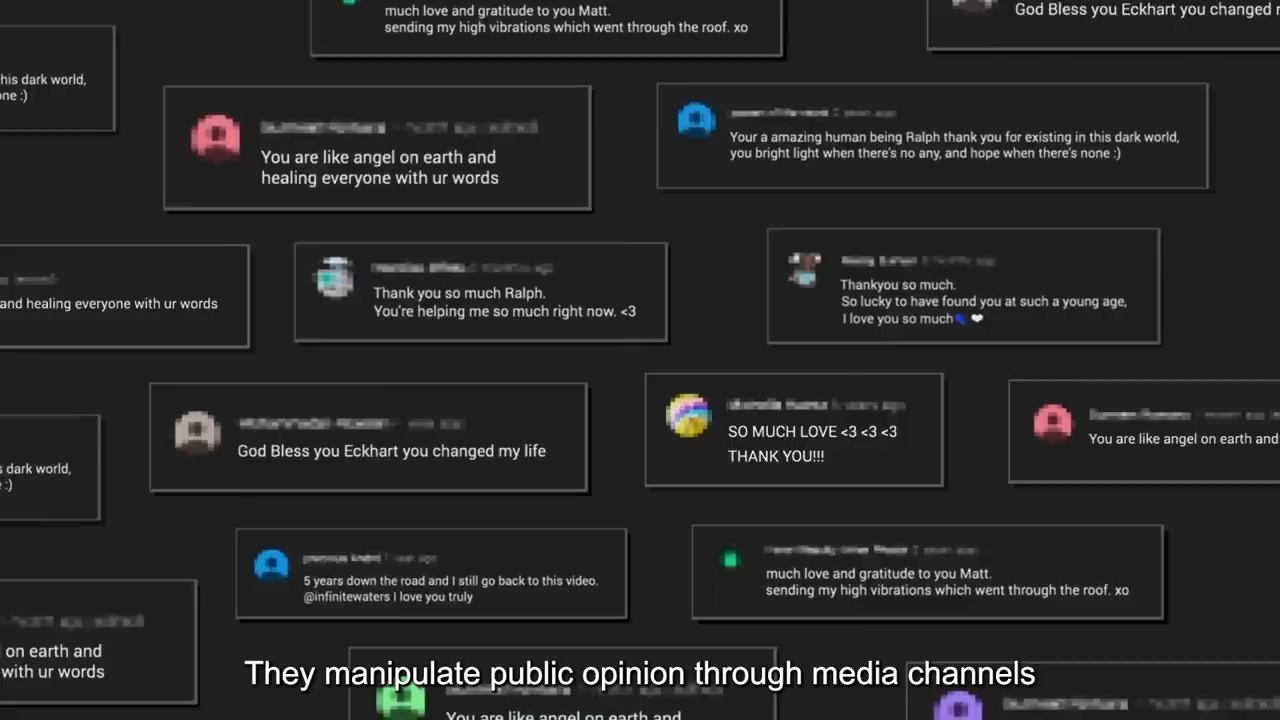 much love and gratitude to you Matt.
sending my high vibrations which went through the roof. xo
God Bless you Eckhart you changed
his dark world,
one :)
You are like angel on earth and
healing everyone with ur words
Your a amazing human being Ralph thank you for existing in this dark world,
you bright light when there's no any, and hope when there's none :)
and healing everyone with ur words
Thank you so much Ralph.
You're helping me so much right now. <3
Thankyou so much.
So lucky to have found you at such a young age,
I love you so much ❤
s dark world,
:)
God Bless you Eckhart you changed my life
SO MUCH LOVE <3 <3 <3
THANK YOU!!!
You are like angel on earth and
5 years down the road and I still go back to this video.
@infinitewaters I love you truly
much love and gratitude to you Matt.
sending my high vibrations which went through the roof. xo
on earth and
with ur words
You are like angel on earth and
They manipulate public opinion through media channels